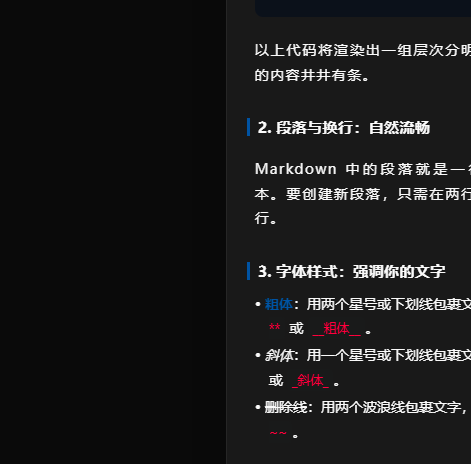 以上代码将渲染出一组层次分明
的内容井井有条。
2. 段落与换行：自然流畅
Markdown 中的段落就是一
本。要创建新段落，只需在两行
行。
3. 字体样式：强调你的文字
• 粗体：用两个星号或下划线包裹文
** 或 __粗体__ 。
• 斜体：用一个星号或下划线包裹文
或 _斜体_ 。
• 删除线：用两个波浪线包裹文字，
~~ 。